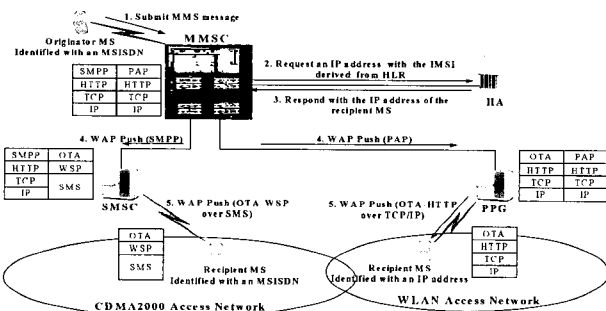 1. Submit MMS message
Originator MS
Identified with an MSISDN
MMSC
SMPP PAP
HTTP HTTP
TCP TCP
IP IP
2. Request an IP address with the IMSI
derived from HLR
3. Respond with the IP address of the
recipient MS
HA
4. WAP Push (SMPP)
4. WAP Push (PAP)
SMPP OTA
HTTP WSP
TCP SMS
IP
SMSC
OTA PAP
HTTP HTTP
TCP TCP
IP IP
PPG
5. WAP Push (OTA-WSP
over SMS)
5. WAP Push (OTA-HTTP
over TCP/IP)
OTA
WSP
SMS
Recipient MS
Identified with an MSISDN
OTA
HTTP
TCP
IP
Recipient MS
Identified with an IP address
CDMA2000 Access Network
WLAN Access Network